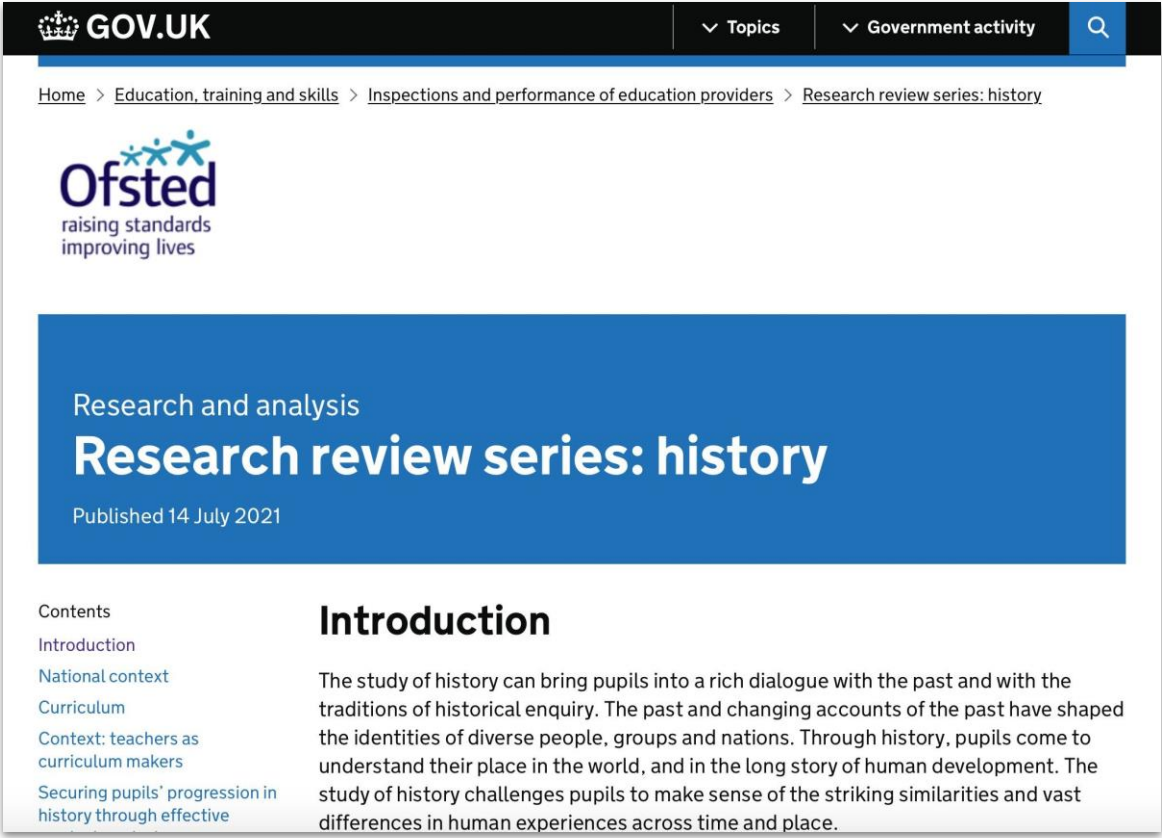 GOV.UK
Topics
Government activity
Home > Education, training and skills > Inspections and performance of education providers > Research review series: history
Ofsted
raising standards
improving lives
Research and analysis
Research review series: history
Published 14 July 2021
Contents
Introduction
National context
Curriculum
Context: teachers as
curriculum makers
Securing pupils' progression in
history through effective
Introduction
The study of history can bring pupils into a rich dialogue with the past and with the
traditions of historical enquiry. The past and changing accounts of the past have shaped
the identities of diverse people, groups and nations. Through history, pupils come to
understand their place in the world, and in the long story of human development. The
study of history challenges pupils to make sense of the striking similarities and vast
differences in human experiences across time and place.